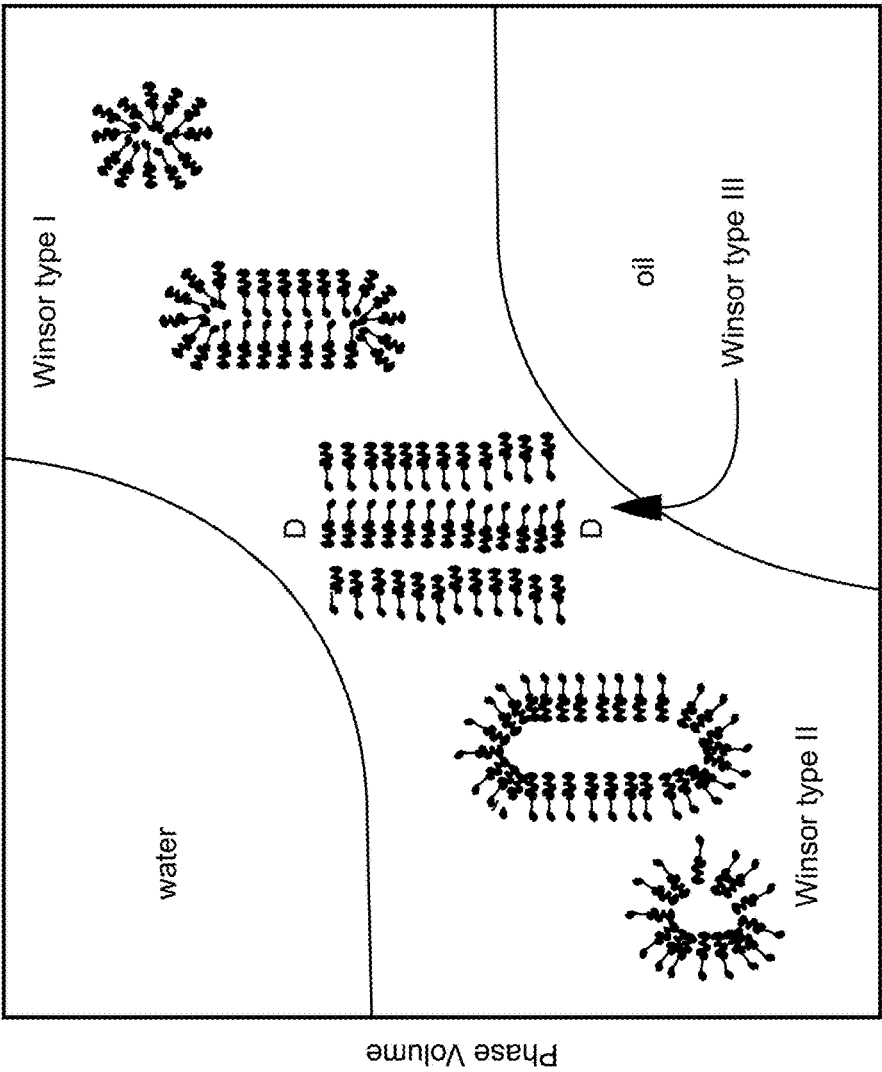 Winsor type I
water
D
D
oil
Winsor type III
Winsor type II
Phase Volume